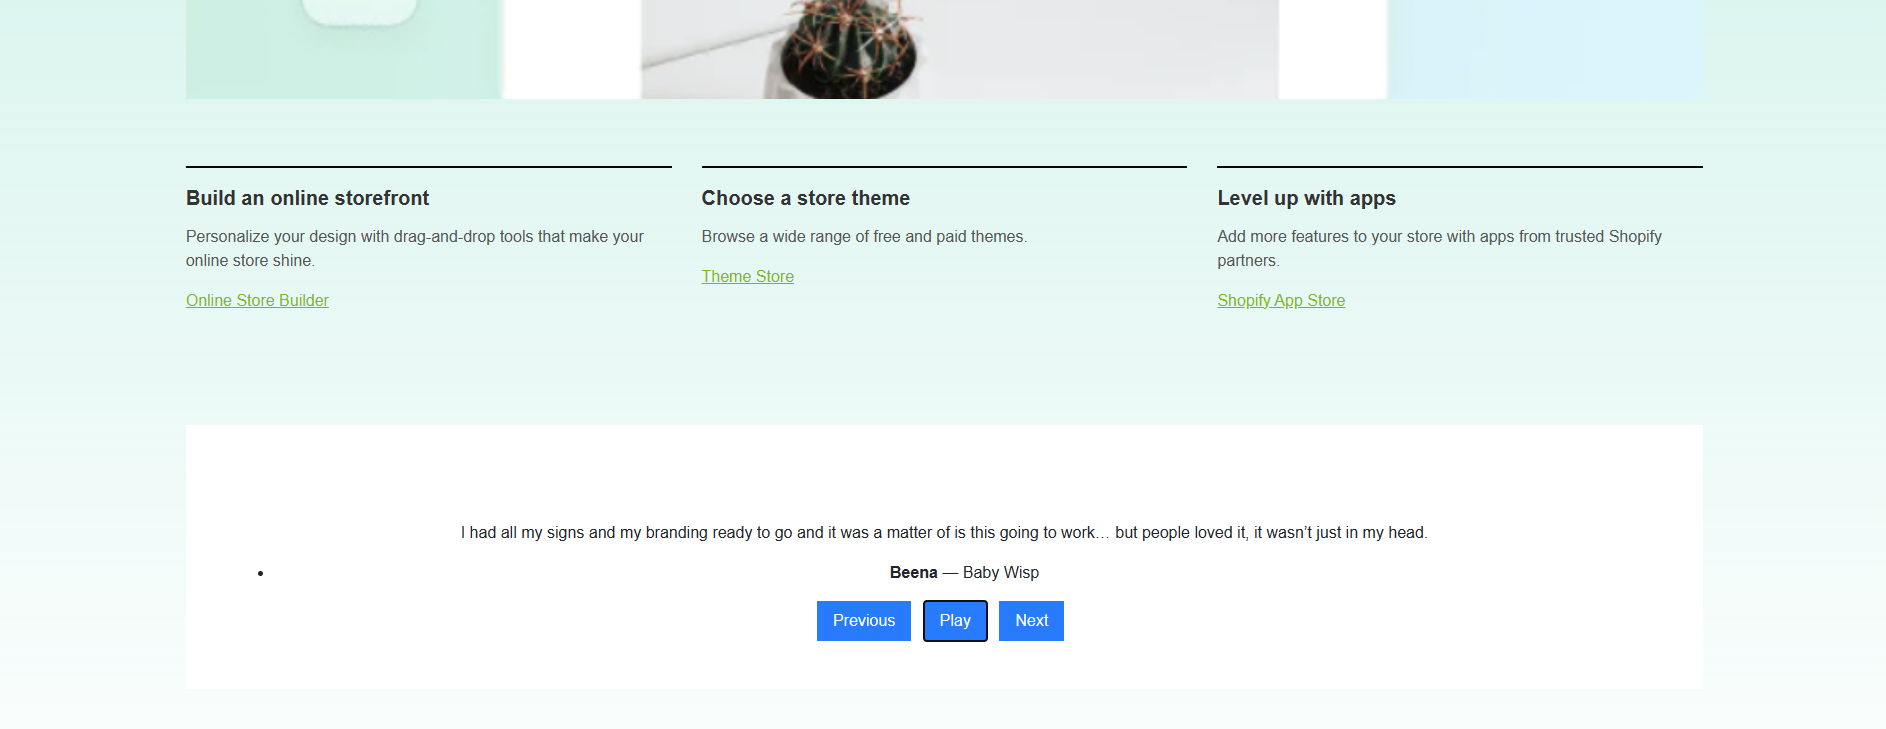 Build an online storefront
Personalize your design with drag-and-drop tools that make your
online store shine.
Online Store Builder
Choose a store theme
Browse a wide range of free and paid themes.
Theme Store
Level up with apps
Add more features to your store with apps from trusted Shopify
partners.
Shopify App Store
I had all my signs and my branding ready to go and it was a matter of is this going to work… but people loved it, it wasn’t just in my head.
Beena — Baby Wisp
Previous
Play
Next